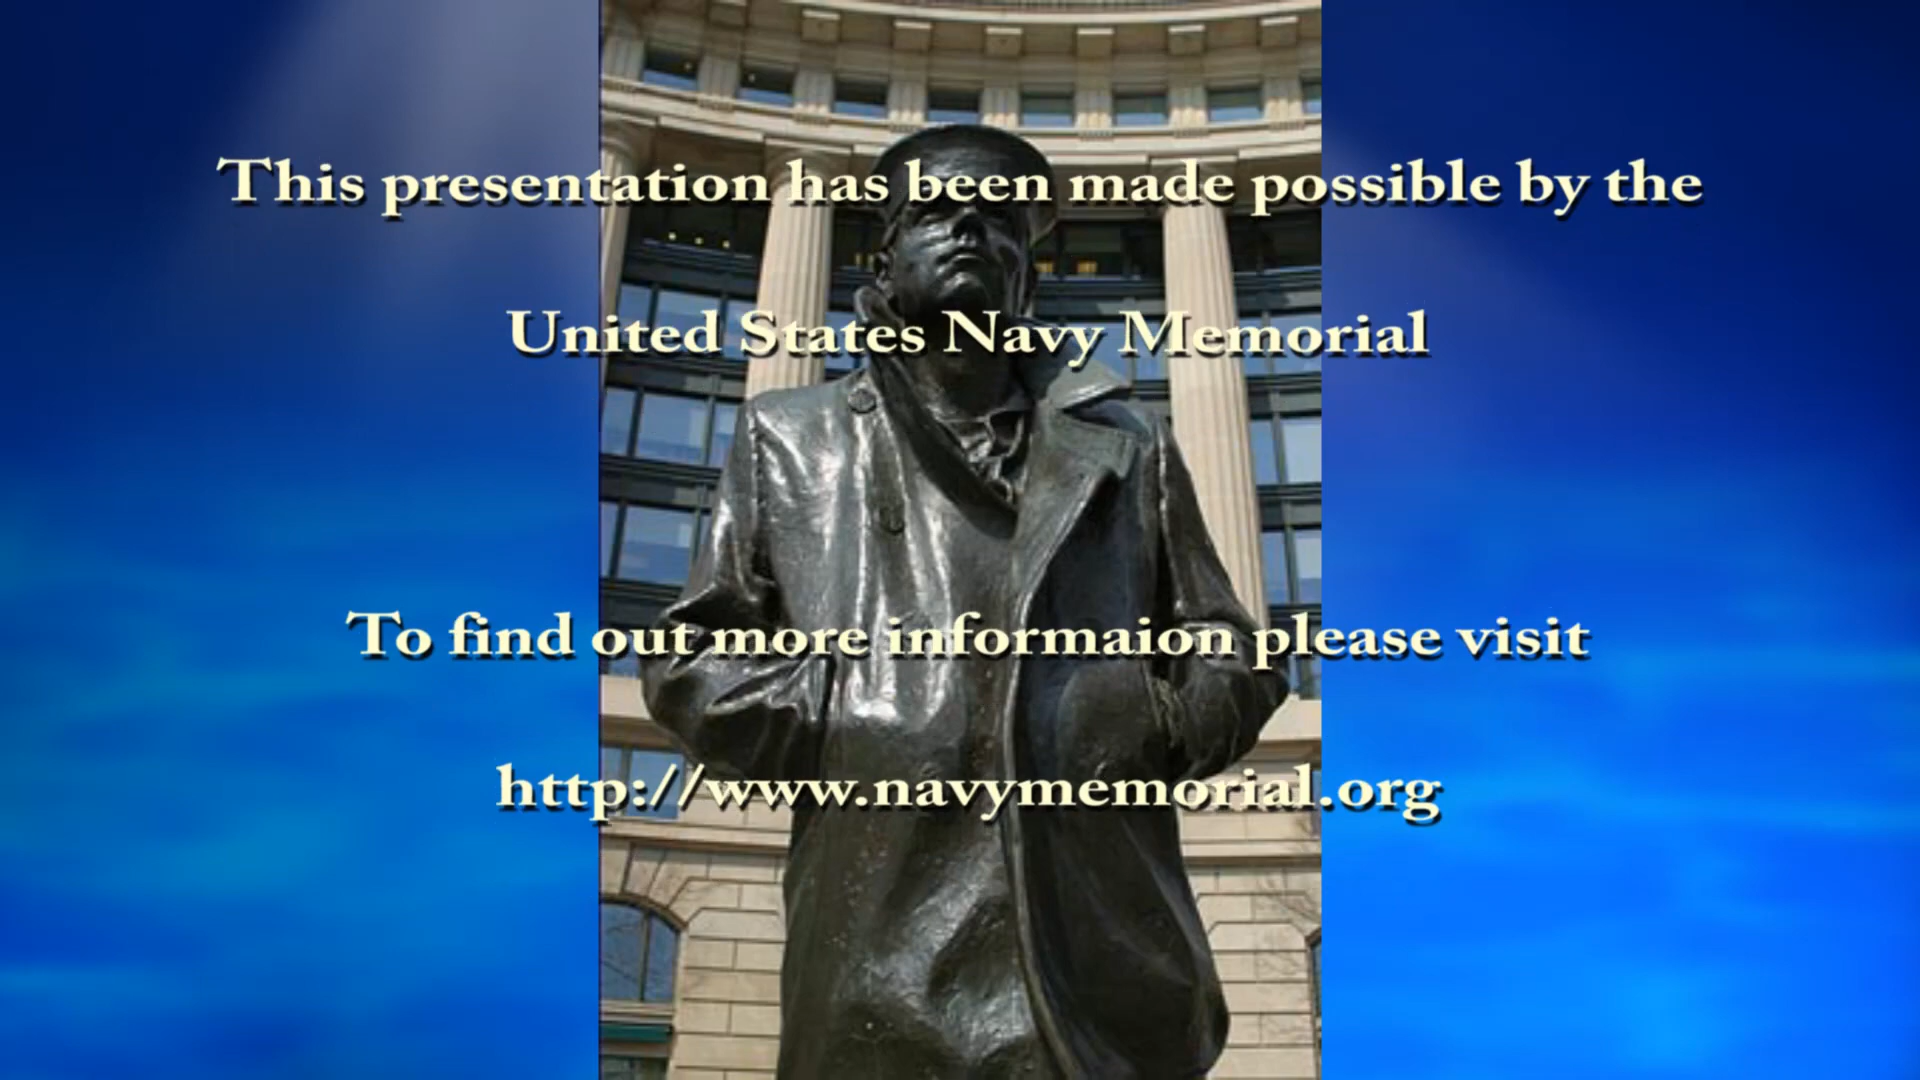 This presentation has been made possible by the
United States Navy Memorial
To find out more informaion please visit
http://www.navymemorial.org